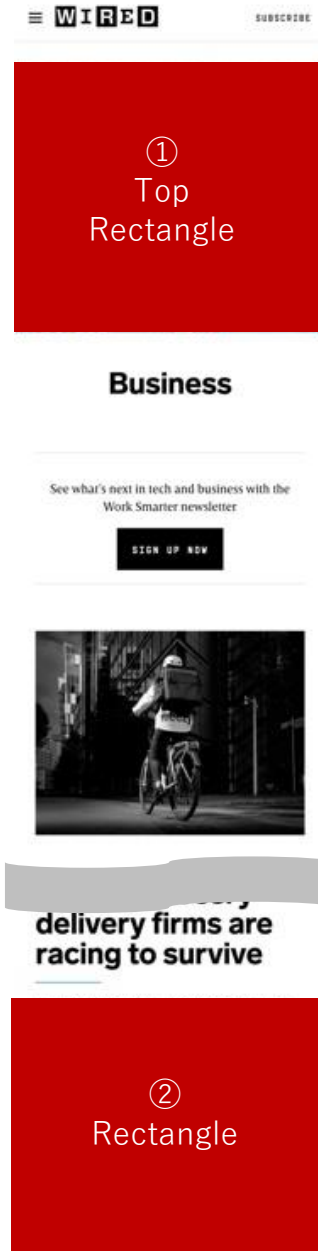 WIRED
SUBSCRIBE
①
Top
Rectangle
Business
See what's next in tech and business with the
Work Smarter newsletter
SIGN UP NOW
delivery firms are
racing to survive
②
Rectangle